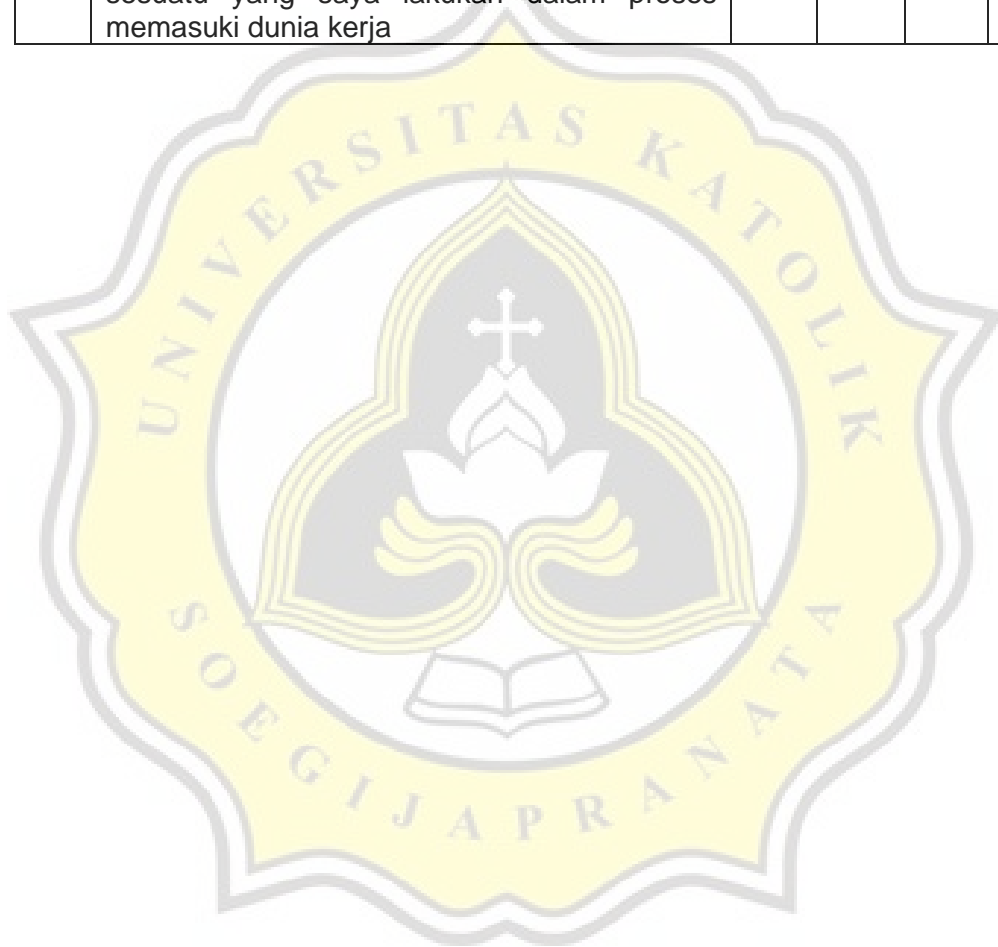 sesuatu yang saya lakukan dalam proses
memasuki dunia kerja
UNIVERSITAS KATOLIK
SOEGIJAPRANATA